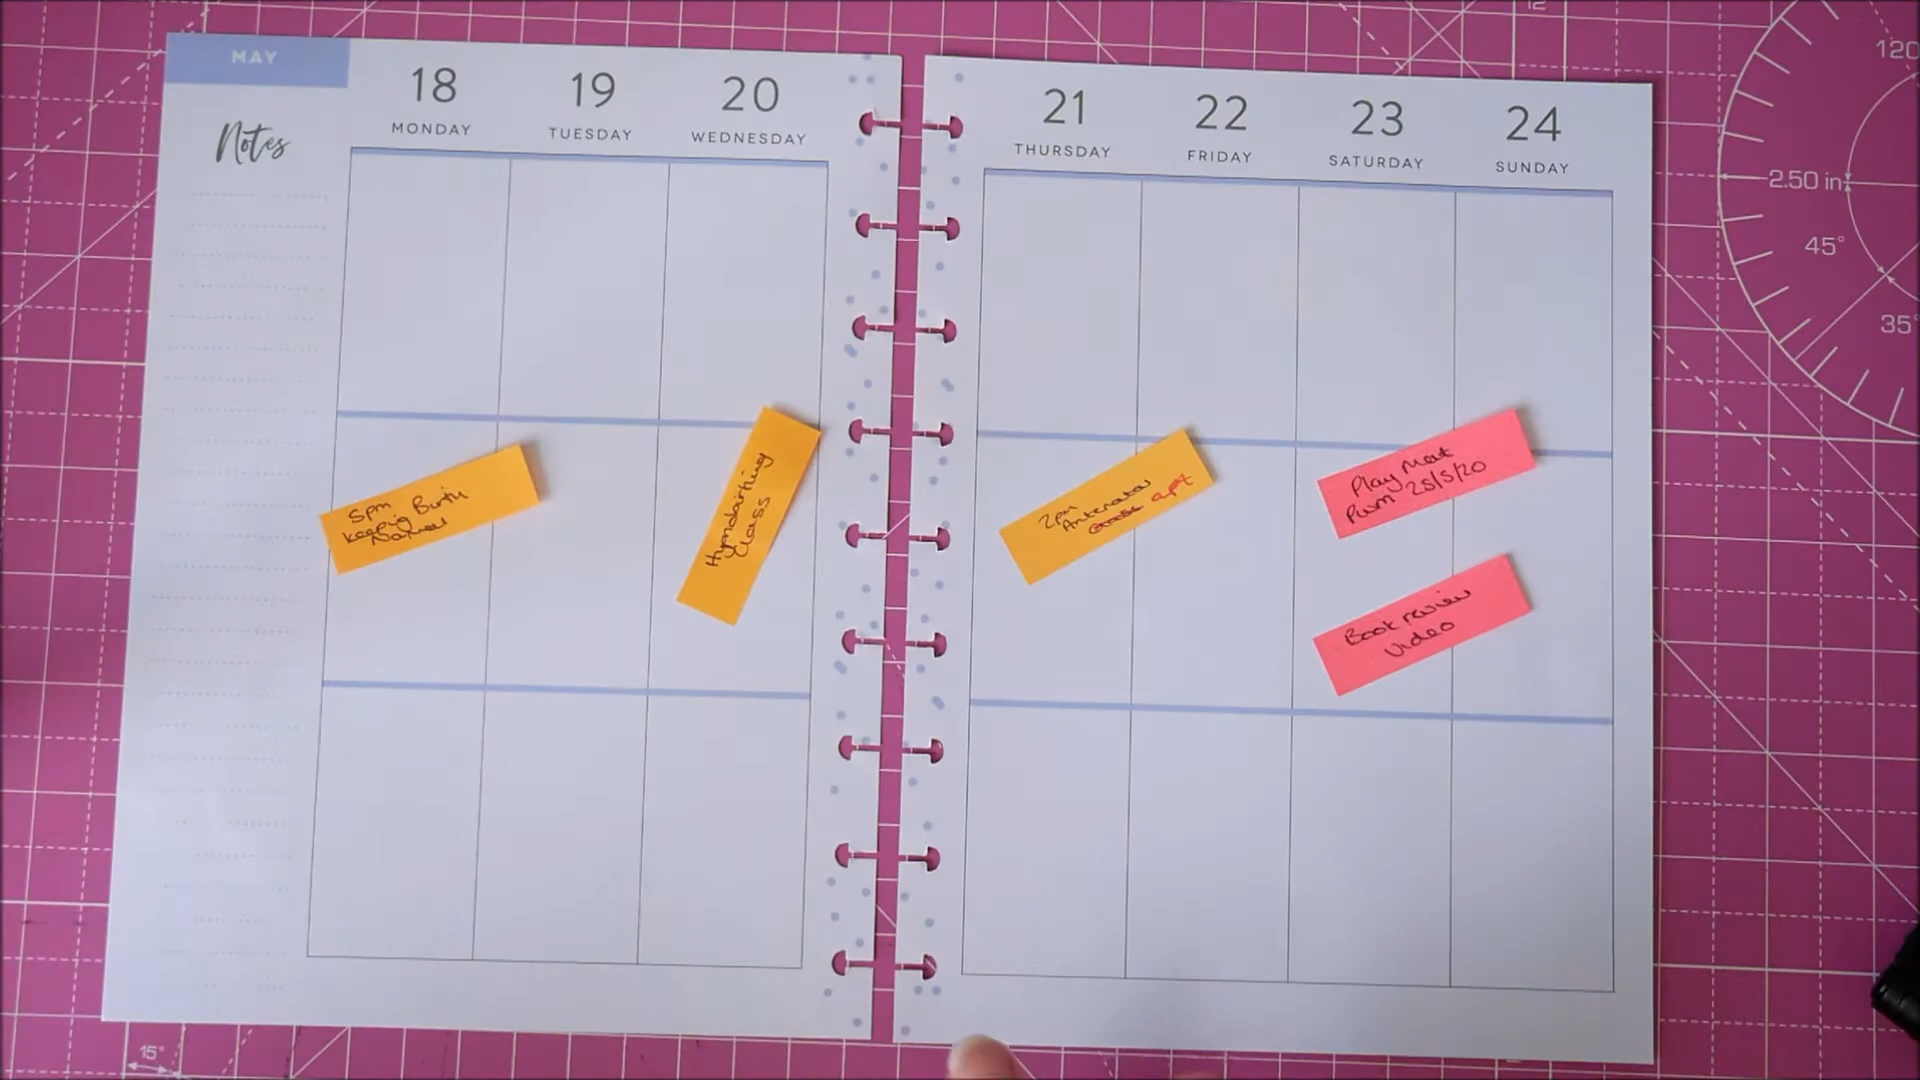 MAY
Notes
18
MONDAY
19
TUESDAY
20
WEDNESDAY
21
THURSDAY
22
FRIDAY
23
SATURDAY
24
SUNDAY
5pm
Keeping Birth
Natural
Hypnobirthing
Class
2pm
Antenatal
apt
Play Mat
Pwm 25/5/20
Book review
Video
12
120
2.50 in
45°
35°
15°